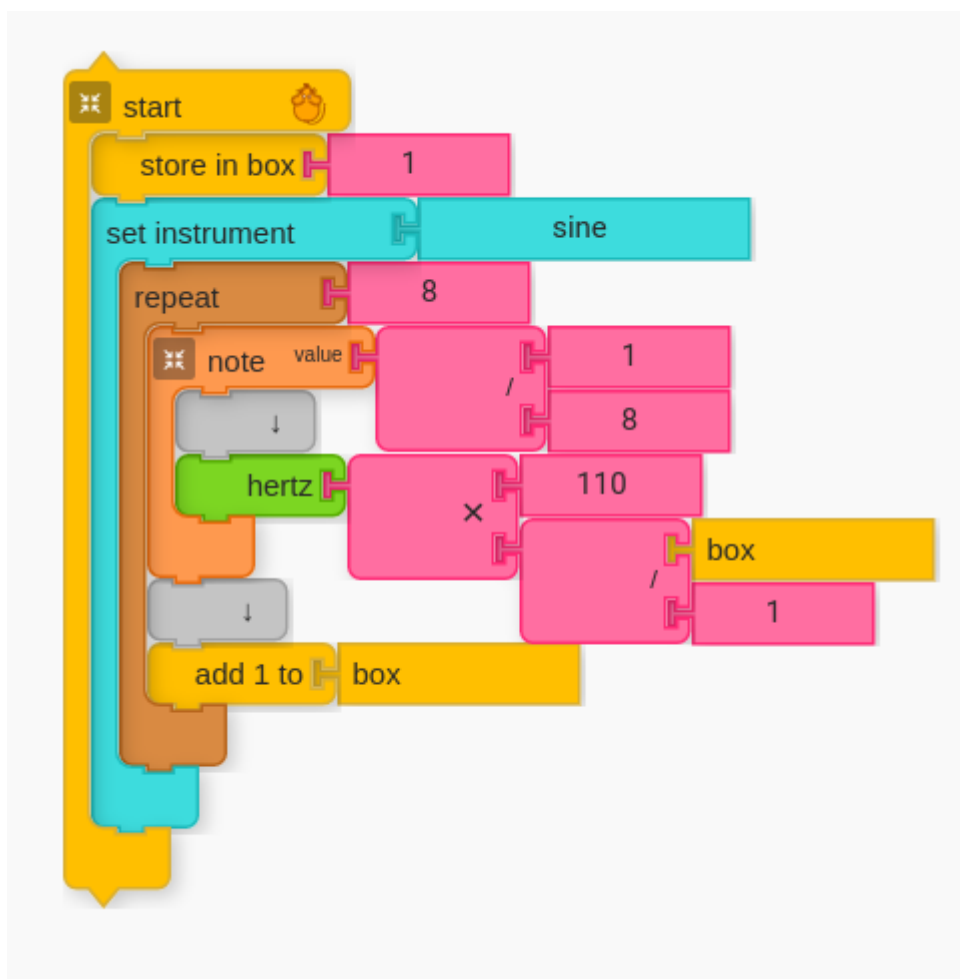 start
store in box 1
set instrument sine
repeat 8
note value 1
/
8
↓
hertz 110
×
box
/
1
↓
add 1 to box